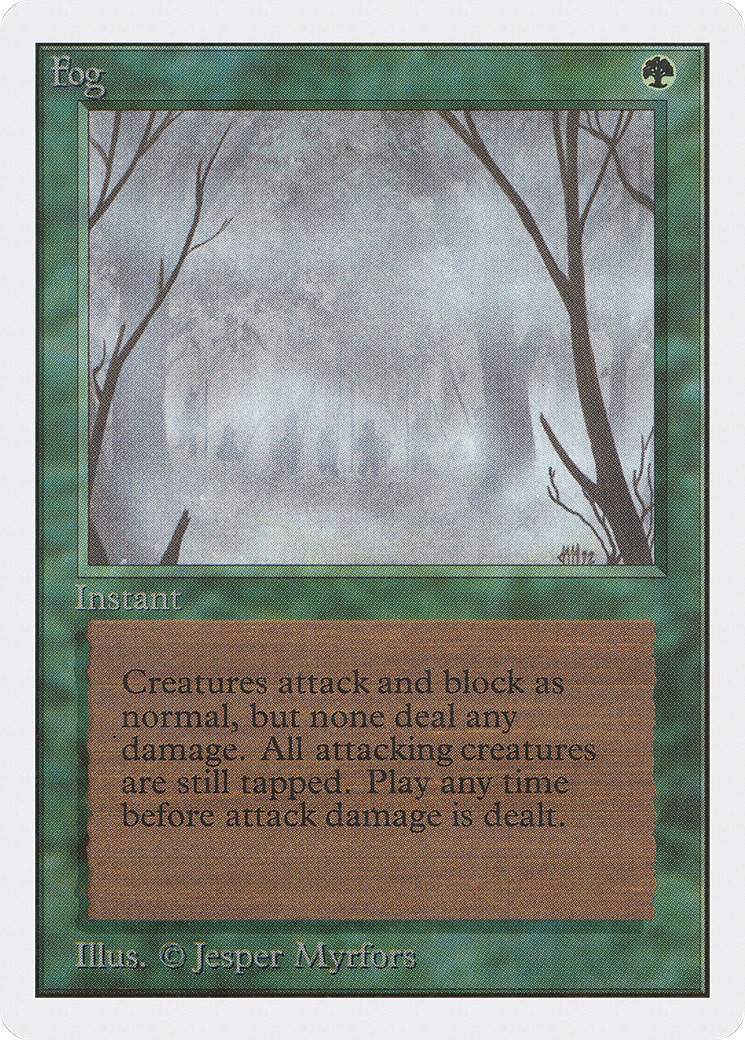 Fog
Instant
Creatures attack and block as
normal, but none deal any
damage. All attacking creatures
are still tapped. Play any time
before attack damage is dealt.
Illus. © Jesper Myrfors